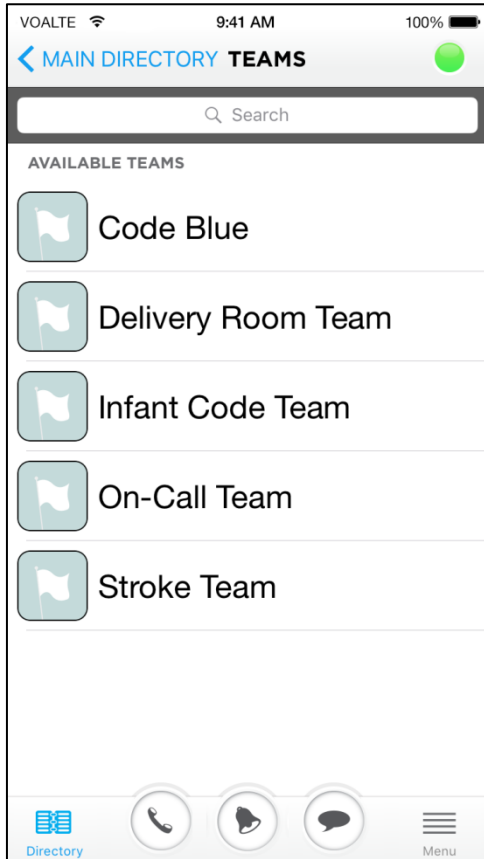 VOALTE 9:41 AM 100%
MAIN DIRECTORY TEAMS
Search
AVAILABLE TEAMS
Code Blue
Delivery Room Team
Infant Code Team
On-Call Team
Stroke Team
Directory Menu